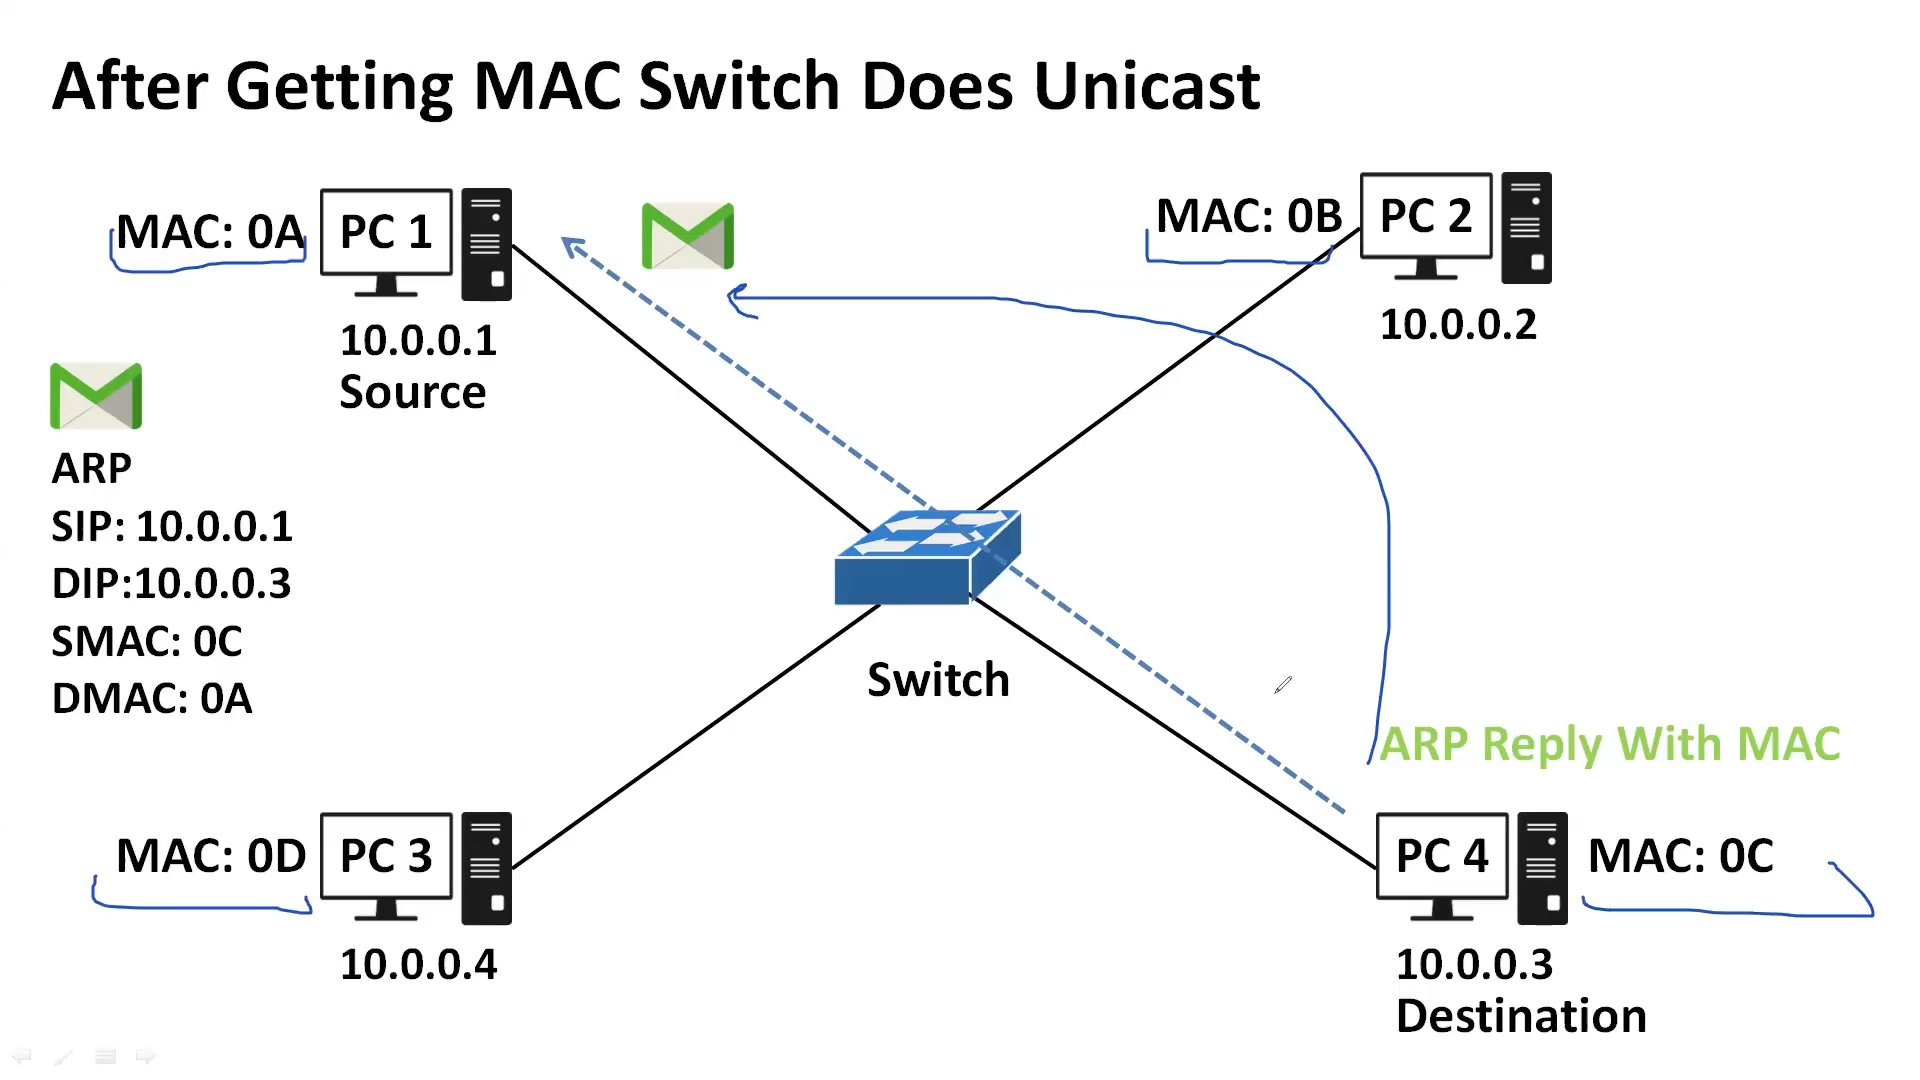 After Getting MAC Switch Does Unicast
MAC: 0A
PC 1
10.0.0.1
Source
MAC: 0B
PC 2
10.0.0.2
ARP
SIP: 10.0.0.1
DIP:10.0.0.3
SMAC: 0C
DMAC: 0A
Switch
ARP Reply With MAC
MAC: 0D
PC 3
10.0.0.4
PC 4
MAC: 0C
10.0.0.3
Destination